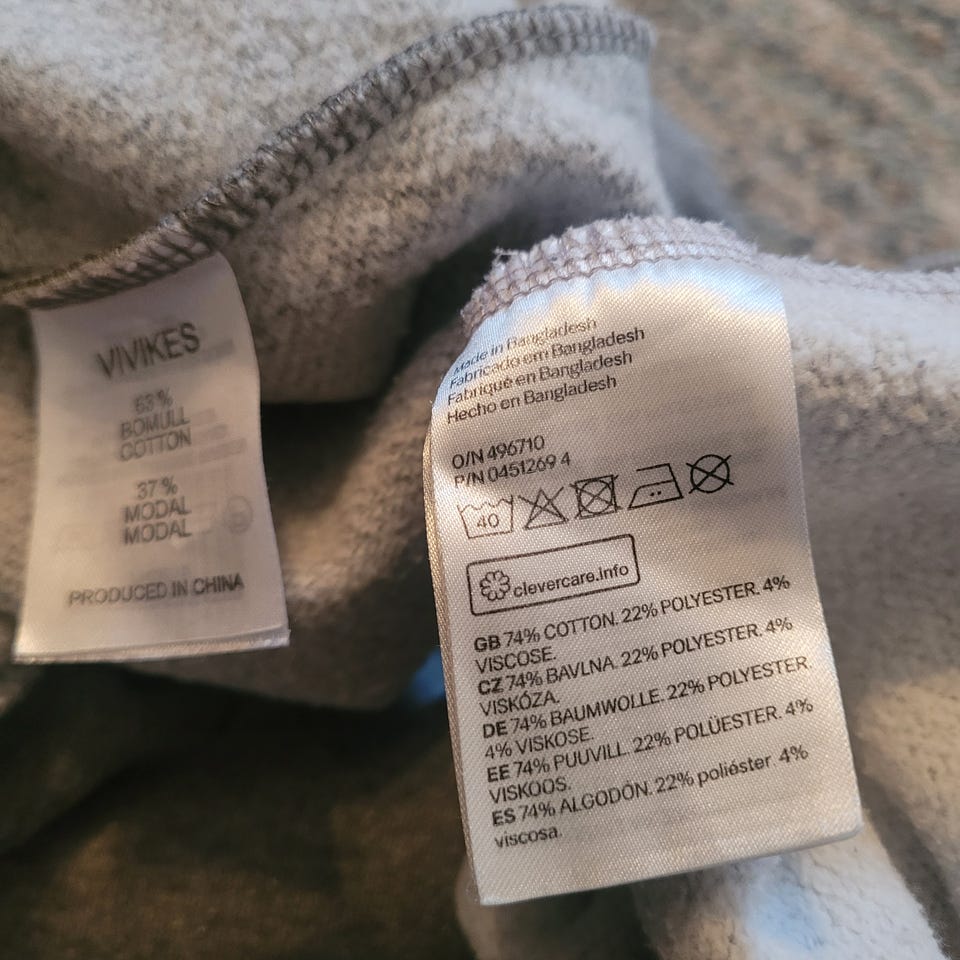 VIVIKES
63%
BOMULL
COTTON
37%
MODAL
MODAL
PRODUCED IN CHINA
Made in Bangladesh
Fabricado em Bangladesh
Fabriqué en Bangladesh
Hecho en Bangladesh
O/N 496710
P/N 0451269 4
40
clevercare.info
GB 74% COTTON. 22% POLYESTER. 4%
VISCOSE.
CZ 74% BAVLNA. 22% POLYESTER. 4%
VISKÓZA.
DE 74% BAUMWOLLE. 22% POLYESTER.
4% VISKOSE.
EE 74% PUUVILL. 22% POLÜESTER. 4%
VISKOOS.
ES 74% ALGODÓN. 22% poliéster 4%
viscosa.